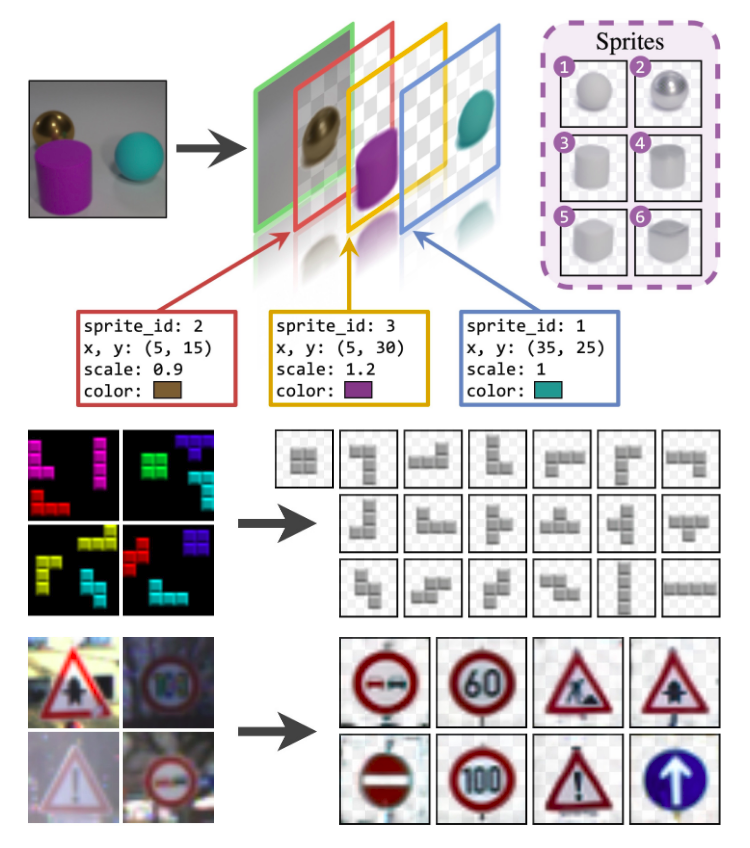 Sprites
1
2
3
4
5
6
sprite_id: 2
x, y: (5, 15)
scale: 0.9
color:
sprite_id: 3
x, y: (5, 30)
scale: 1.2
color:
sprite_id: 1
x, y: (35, 25)
scale: 1
color:
60
!
100
!